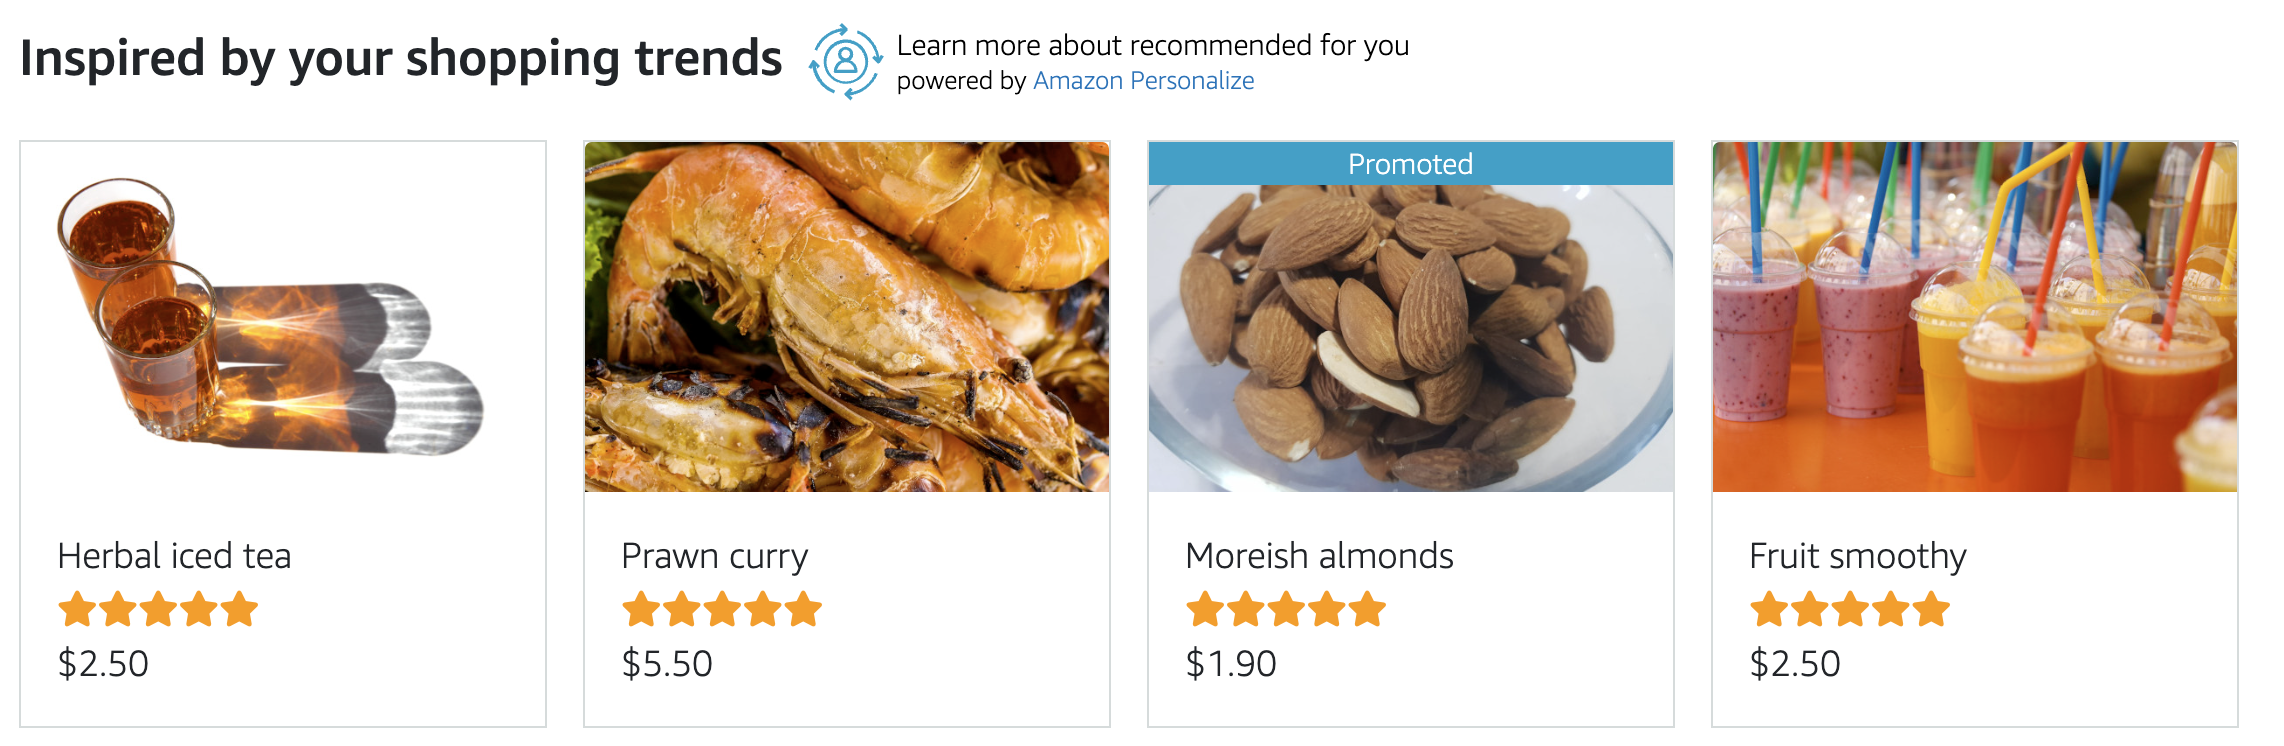 Inspired by your shopping trends
Learn more about recommended for you
powered by Amazon Personalize
Promoted
Herbal iced tea
$2.50
Prawn curry
$5.50
Moreish almonds
$1.90
Fruit smoothy
$2.50